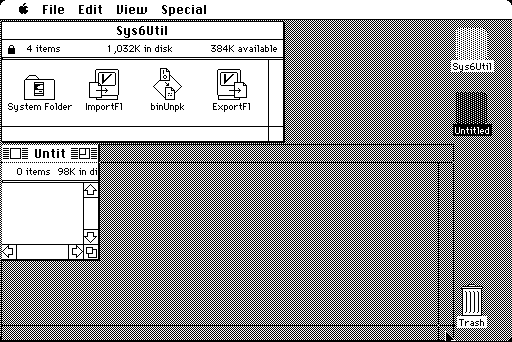 File Edit View Special
Sys6Util
4 items 1,032K in disk 384K available
System Folder ImportFl binUnpk ExportFl
Sys6Util
Untitled
Untit
0 items 98K in di
Trash